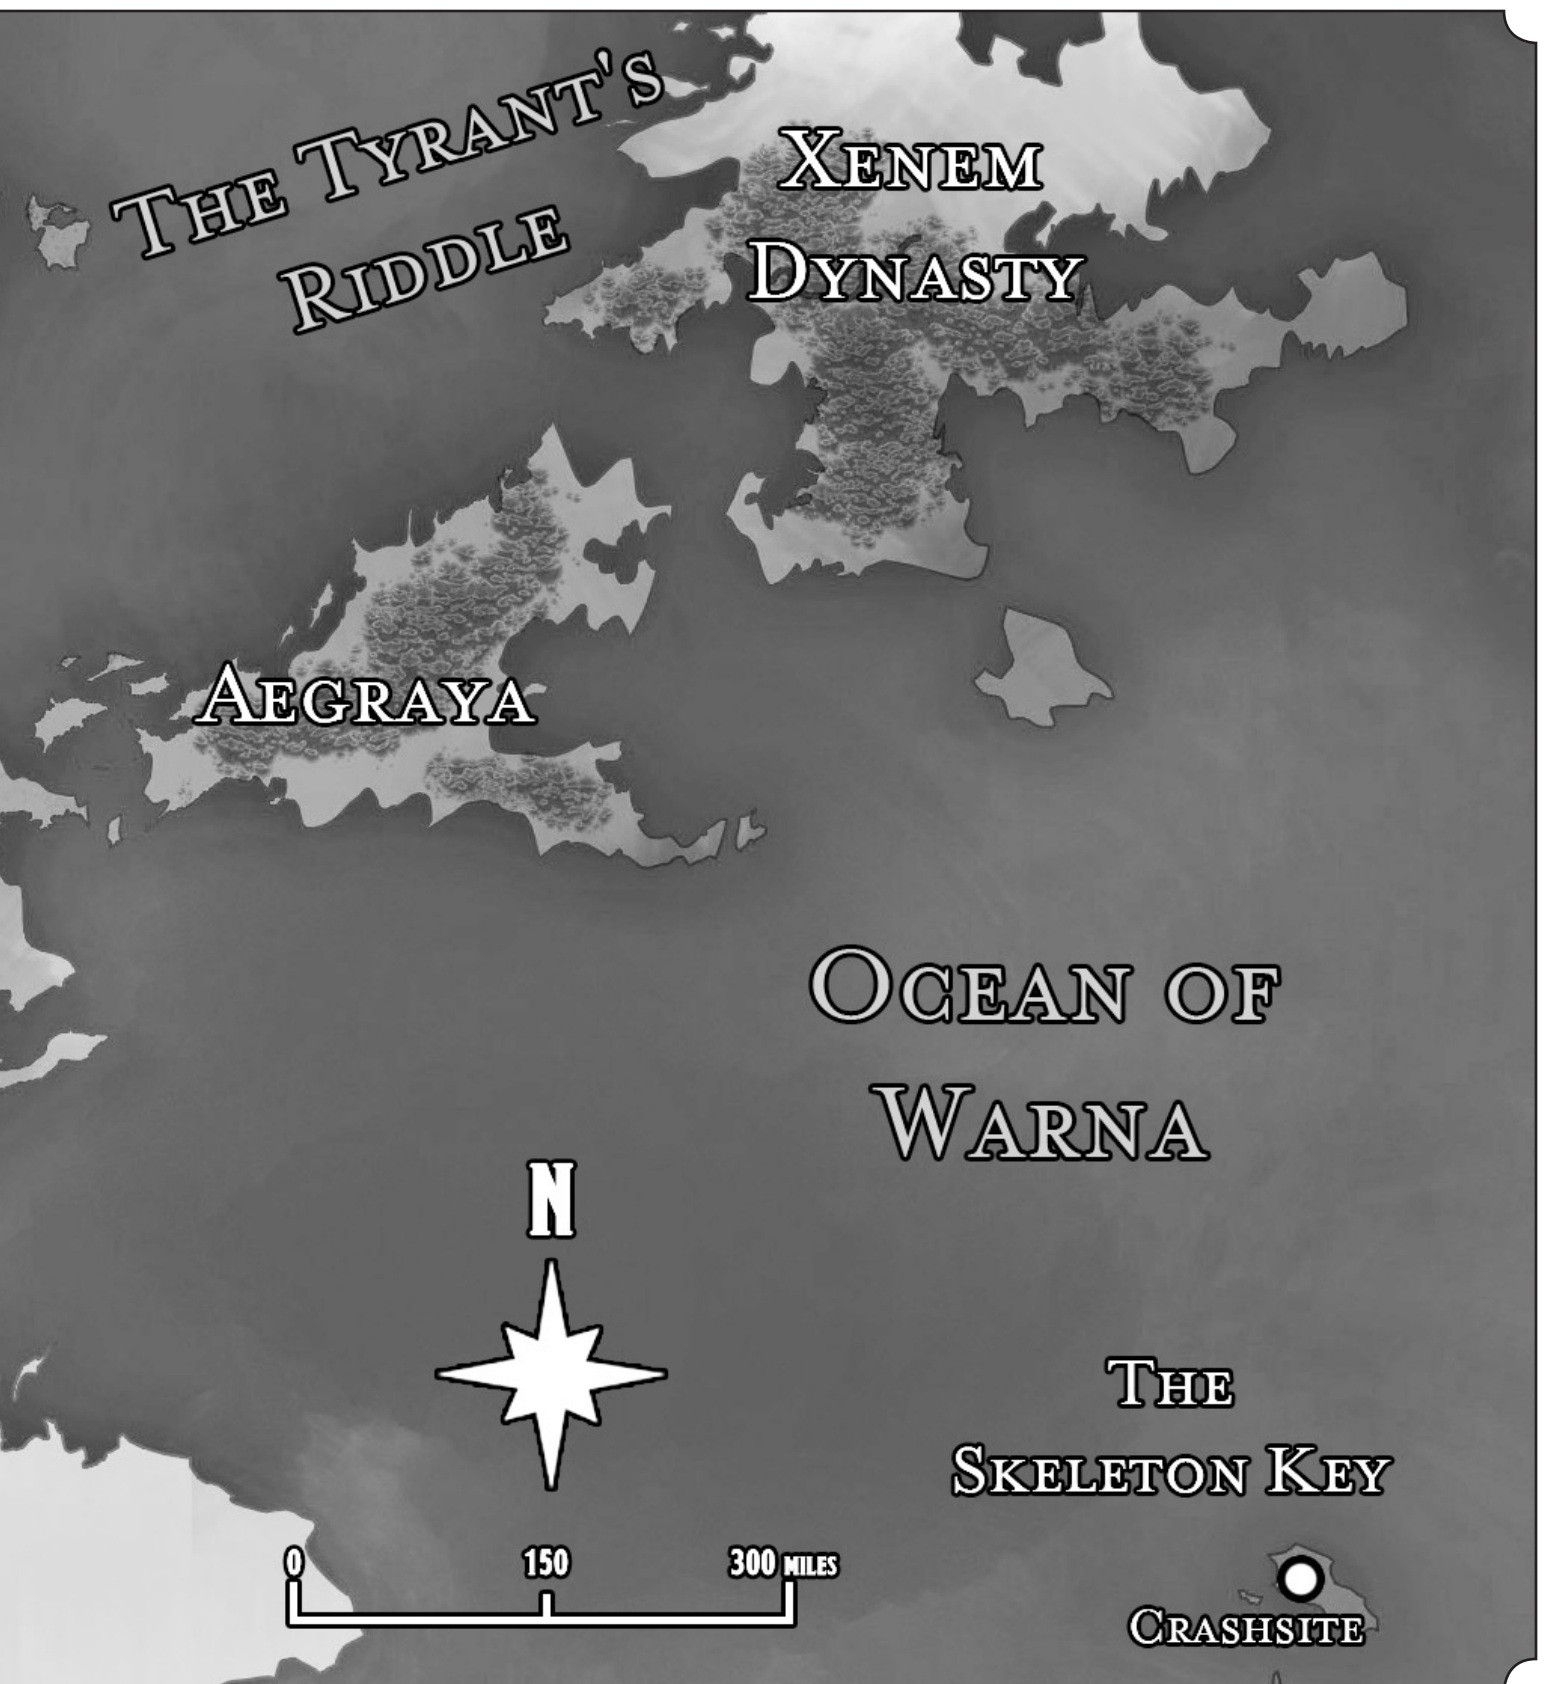 The Tyrant's
Riddle
Xenem
Dynasty
Aegraya
Ocean of
Warna
N
The
Skeleton Key
0 150 300 miles
Crashsite